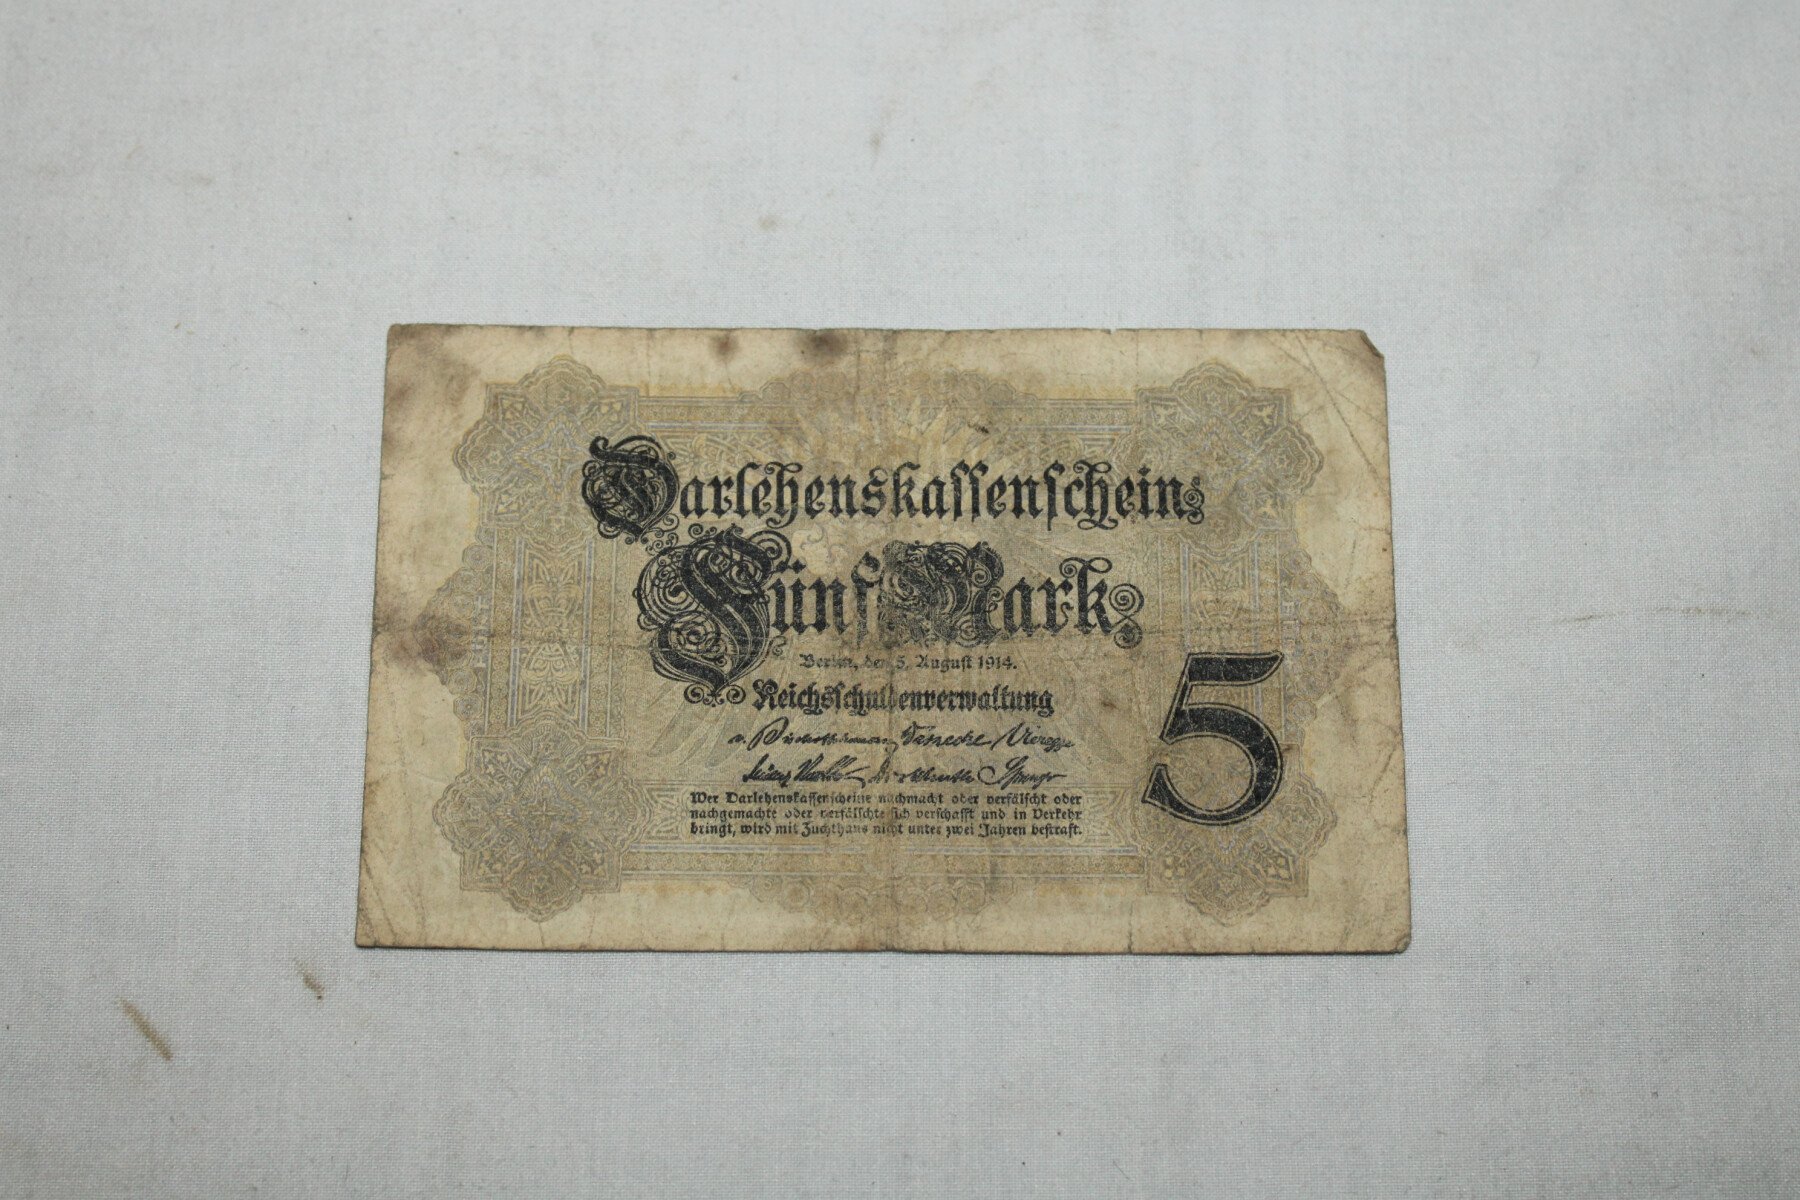 Darlehenskassenschein
Fünf Mark
Berlin, den 5. August 1914.
Reichsschuldenverwaltung
5
Wer Darlehenskassenscheine nachmacht oder verfälscht oder
nachgemachte oder verfälschte sich verschafft und in Verkehr
bringt, wird mit Zuchthaus nicht unter zwei Jahren bestraft.